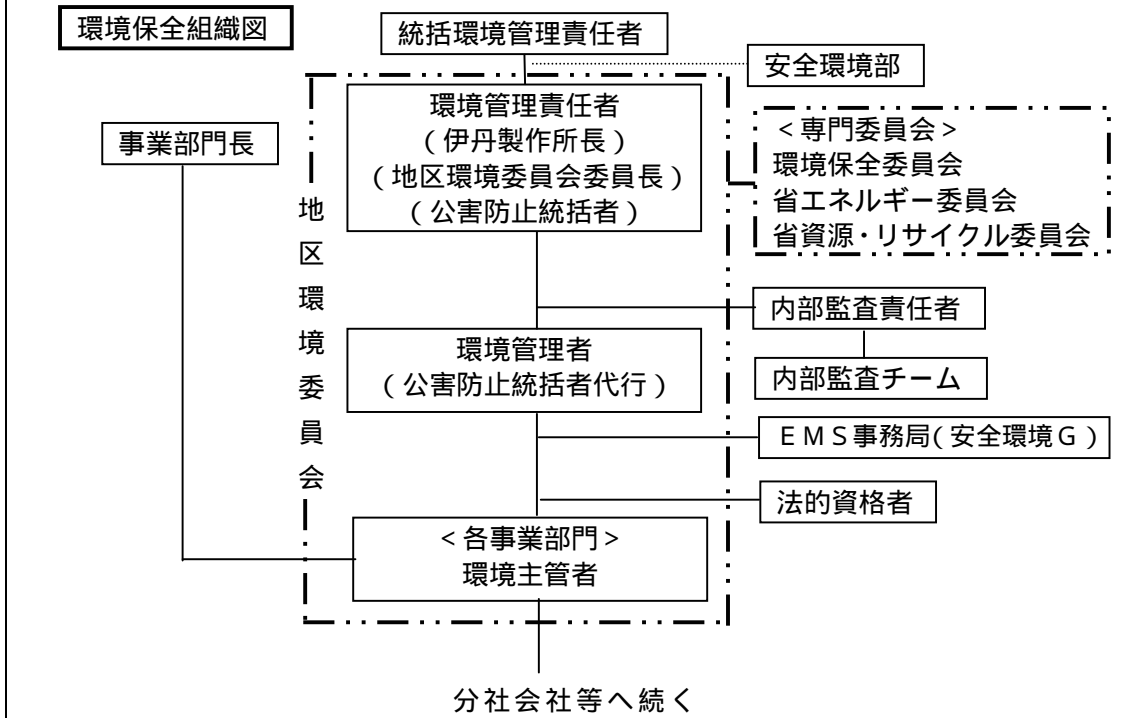 環境保全組織図
統括環境管理責任者
安全環境部
環境管理責任者
(伊丹製作所長)
(地区環境委員会委員長)
(公害防止統括者)
事業部門長
<専門委員会>
環境保全委員会
省エネルギー委員会
省資源・リサイクル委員会
地区環境委員会
内部監査責任者
環境管理者
(公害防止統括者代行)
内部監査チーム
EMS事務局(安全環境G)
法的資格者
<各事業部門>
環境主管者
分社会社等へ続く